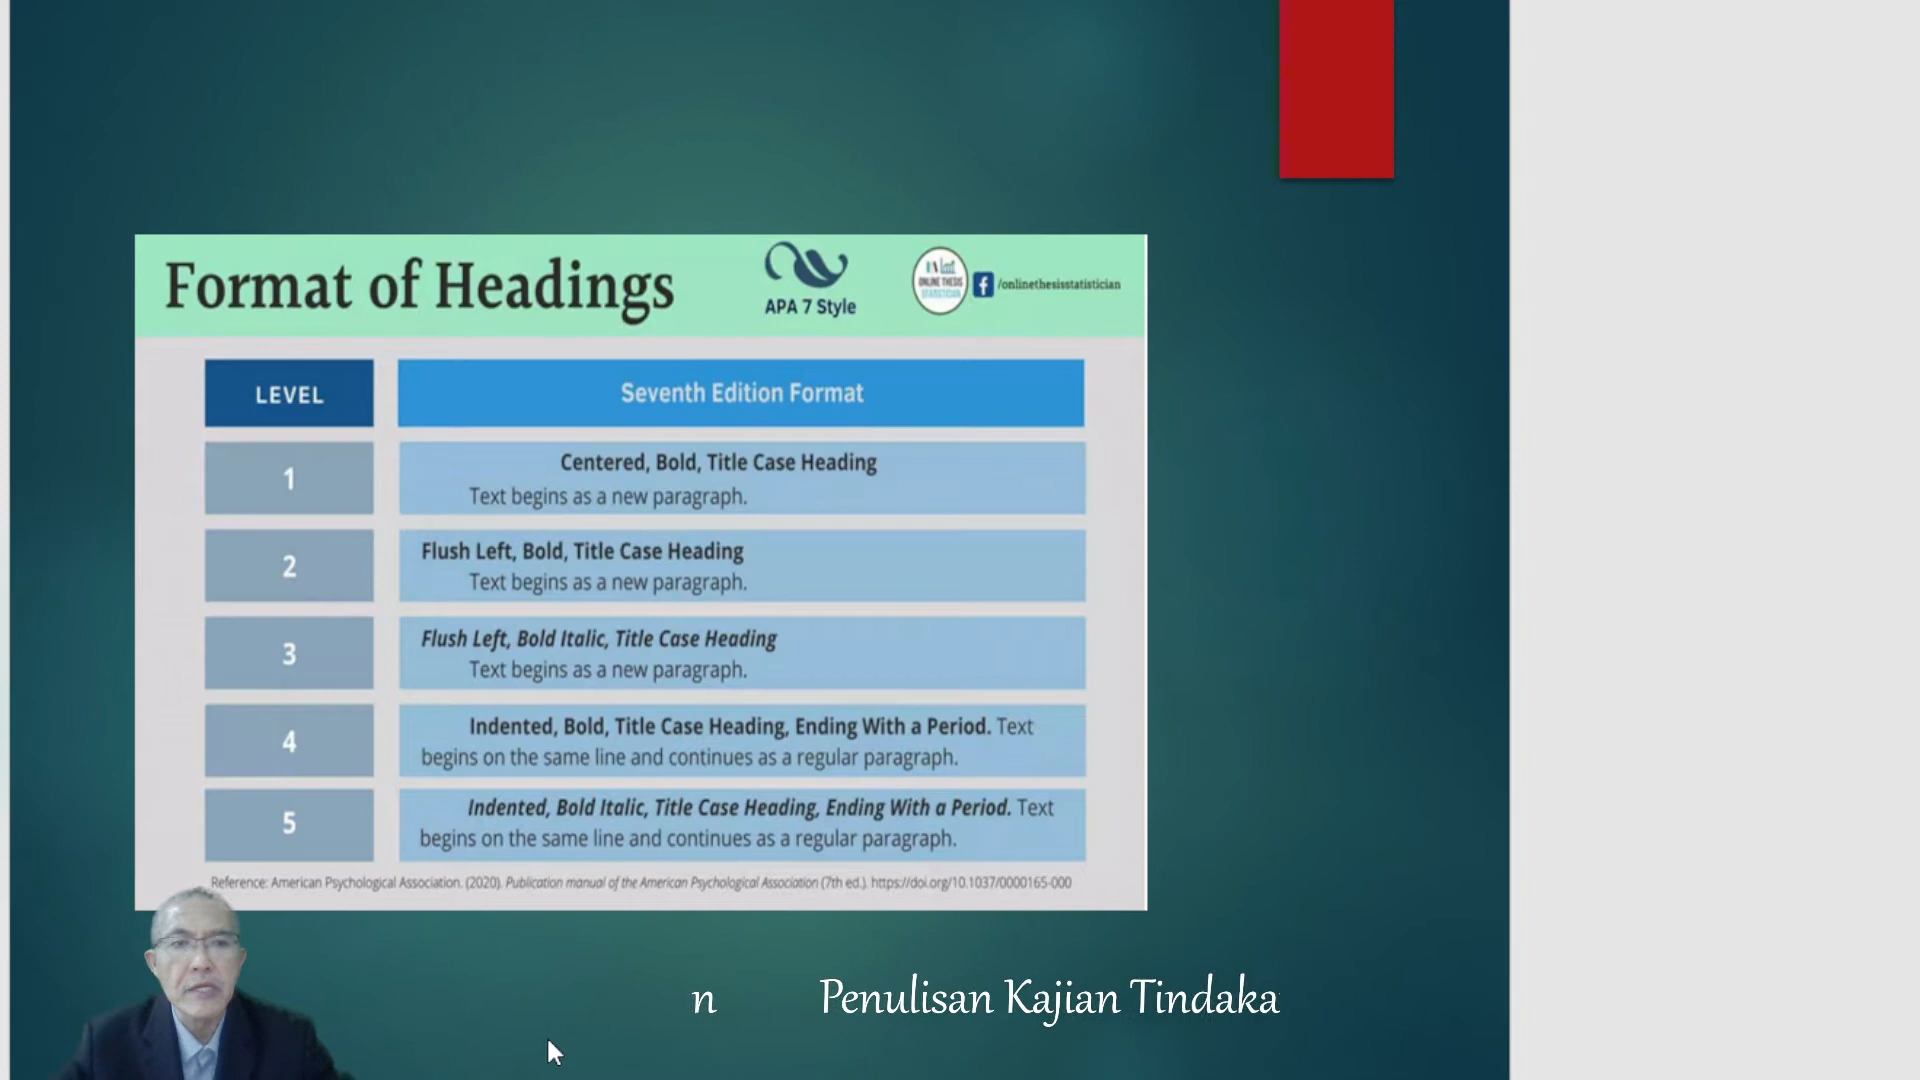 Format of Headings
APA 7 Style
ONLINE THESIS
STATISTICIAN
f /onlinethesisstatistician
LEVEL
Seventh Edition Format
1
Centered, Bold, Title Case Heading
Text begins as a new paragraph.
2
Flush Left, Bold, Title Case Heading
Text begins as a new paragraph.
3
Flush Left, Bold Italic, Title Case Heading
Text begins as a new paragraph.
4
Indented, Bold, Title Case Heading, Ending With a Period. Text
begins on the same line and continues as a regular paragraph.
5
Indented, Bold Italic, Title Case Heading, Ending With a Period. Text
begins on the same line and continues as a regular paragraph.
Reference: American Psychological Association. (2020). Publication manual of the American Psychological Association (7th ed.). https://doi.org/10.1037/0000165-000
n Penulisan Kajian Tindaka